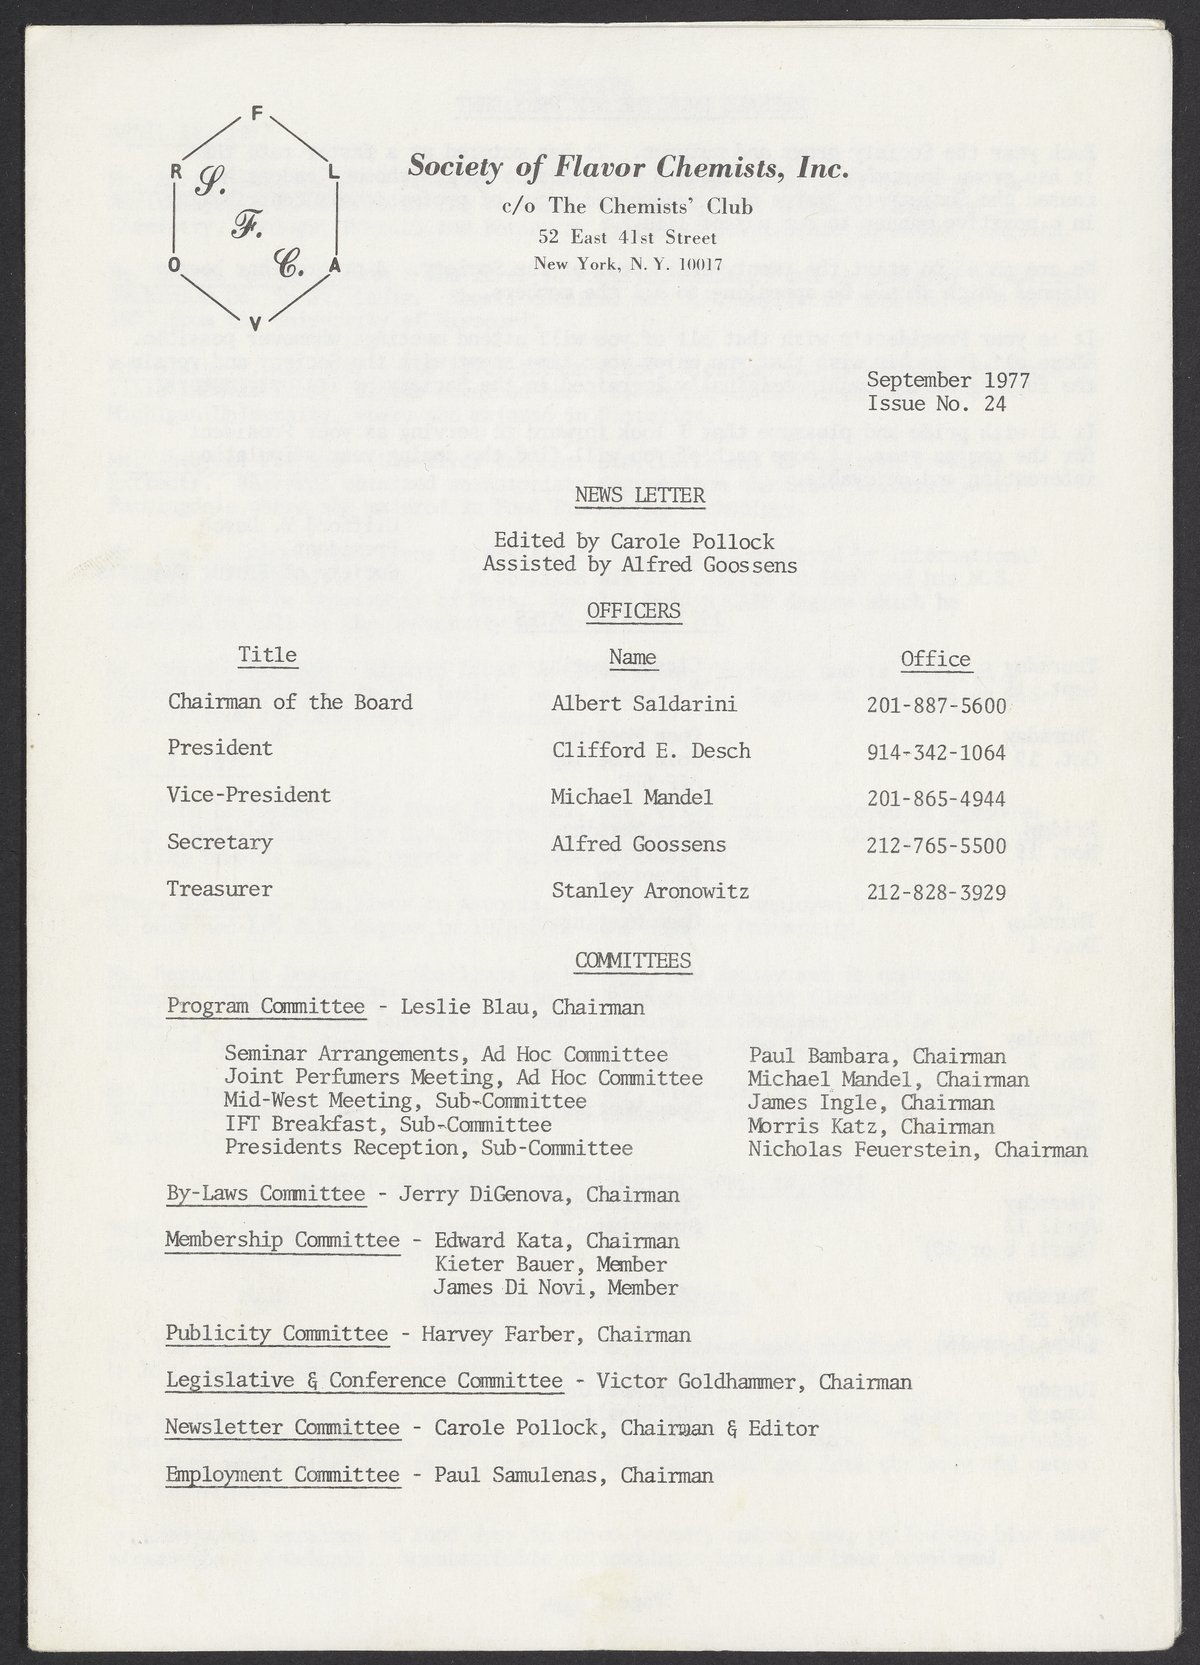 F
R
L
S.
F.
C.
O
A
V
Society of Flavor Chemists, Inc.
c/o The Chemists' Club
52 East 41st Street
New York, N. Y. 10017
September 1977
Issue No. 24
NEWS LETTER
Edited by Carole Pollock
Assisted by Alfred Goossens
OFFICERS
Title Name Office
Chairman of the Board Albert Saldarini 201-887-5600
President Clifford E. Desch 914-342-1064
Vice-President Michael Mandel 201-865-4944
Secretary Alfred Goossens 212-765-5500
Treasurer Stanley Aronowitz 212-828-3929
COMMITTEES
Program Committee - Leslie Blau, Chairman
Seminar Arrangements, Ad Hoc Committee Paul Bambara, Chairman
Joint Perfumers Meeting, Ad Hoc Committee Michael Mandel, Chairman
Mid-West Meeting, Sub-Committee James Ingle, Chairman
IFT Breakfast, Sub-Committee Morris Katz, Chairman
Presidents Reception, Sub-Committee Nicholas Feuerstein, Chairman
By-Laws Committee - Jerry DiGenova, Chairman
Membership Committee - Edward Kata, Chairman
Kieter Bauer, Member
James Di Novi, Member
Publicity Committee - Harvey Farber, Chairman
Legislative & Conference Committee - Victor Goldhammer, Chairman
Newsletter Committee - Carole Pollock, Chairman & Editor
Employment Committee - Paul Samulenas, Chairman